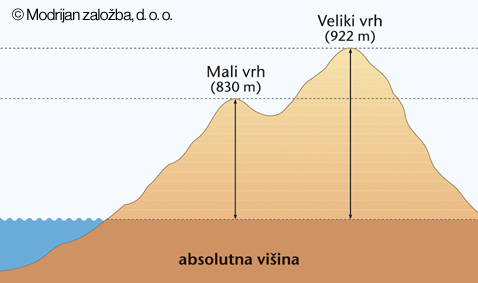 © Modrijan založba, d. o. o.
Veliki vrh
(922 m)
Mali vrh
(830 m)
absolutna višina